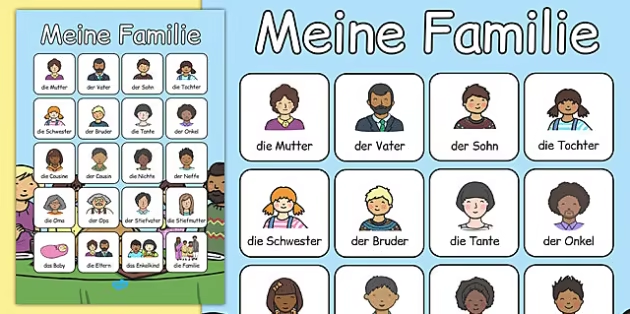 Meine Familie
die Mutter der Vater der Sohn die Tochter
die Schwester der Bruder die Tante der Onkel
die Cousine der Cousin die Nichte der Neffe
die Oma der Opa der Stiefvater die Stiefmutter
das Baby die Eltern das Enkelkind die Familie
Meine Familie
die Mutter der Vater der Sohn die Tochter
die Schwester der Bruder die Tante der Onkel